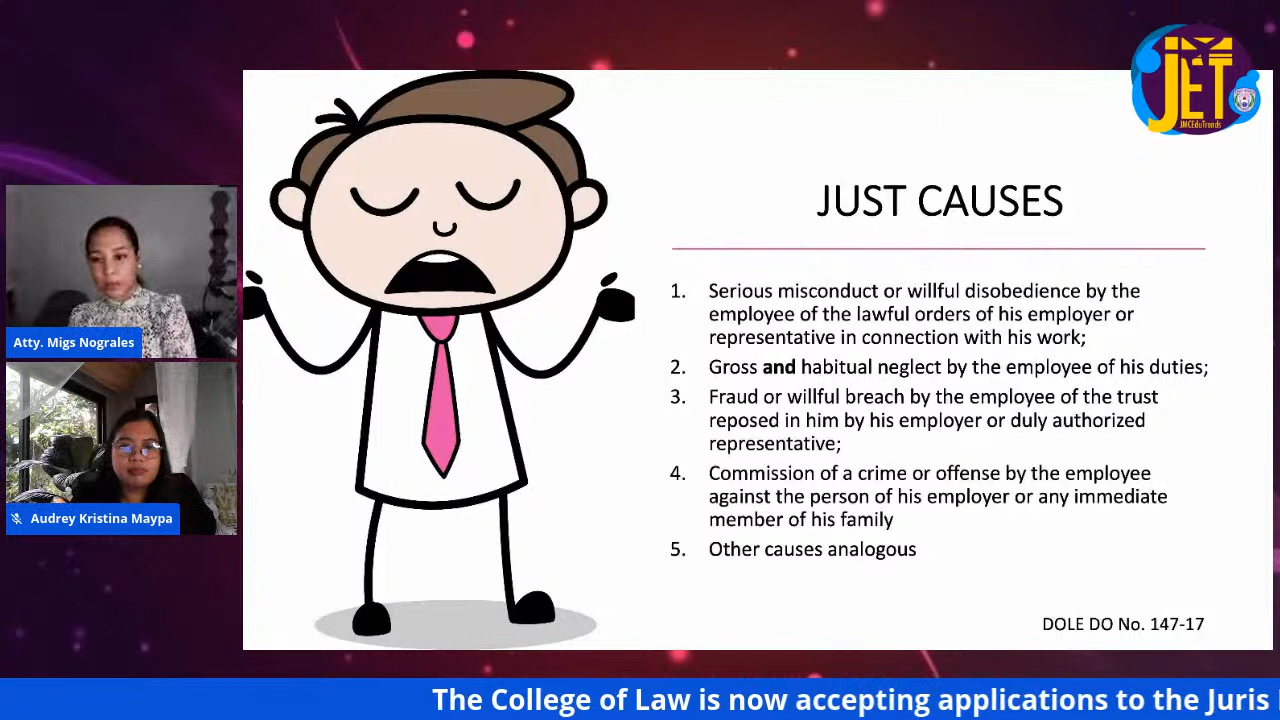 JET
JMCEduTrends
JUST CAUSES
1. Serious misconduct or willful disobedience by the
employee of the lawful orders of his employer or
representative in connection with his work;
2. Gross and habitual neglect by the employee of his duties;
3. Fraud or willful breach by the employee of the trust
reposed in him by his employer or duly authorized
representative;
4. Commission of a crime or offense by the employee
against the person of his employer or any immediate
member of his family
5. Other causes analogous
DOLE DO No. 147-17
Atty. Migs Nograles
Audrey Kristina Maypa
The College of Law is now accepting applications to the Juris